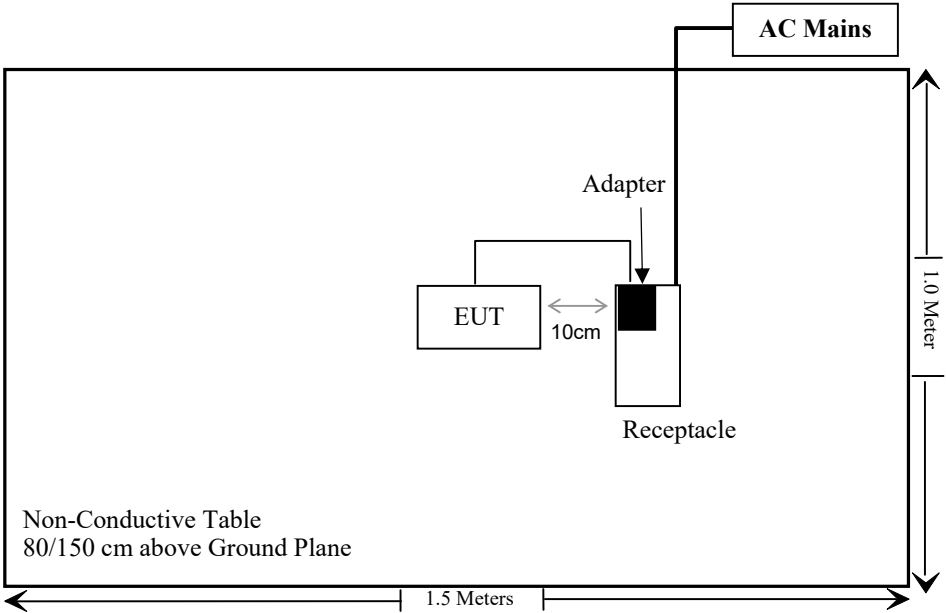 AC Mains
Adapter
EUT
10cm
1.0 Meter
Receptacle
Non-Conductive Table
80/150 cm above Ground Plane
1.5 Meters